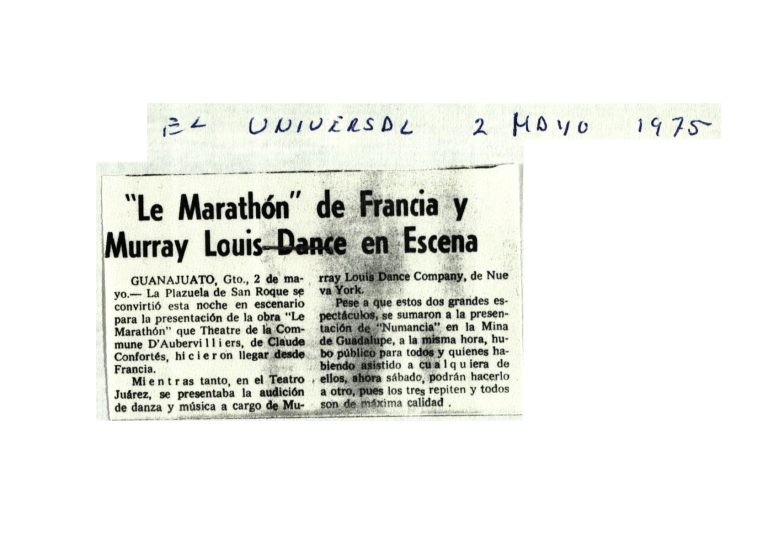 EL UNIVERSAL 2 MAYO 1975
"Le Marathón" de Francia y
Murray Louis Dance en Escena
GUANAJUATO, Gto., 2 de ma-
yo.— La Plazuela de San Roque se
convirtió esta noche en escenario
para la presentación de la obra "Le
Marathón" que Theatre de la Com-
mune D'Aubervilliers, de Claude
Confortés, hicieron llegar desde
Francia.
Mientras tanto, en el Teatro
Juárez, se presentaba la audición
de danza y música a cargo de Mu-
rray Louis Dance Company, de Nue
va York.
Pese a que estos dos grandes es-
pectáculos, se sumaron a la presen-
tación de "Numancia" en la Mina
de Guadalupe, a la misma hora, hu-
bo público para todos y quienes ha-
biendo asistido a cualquiera de
ellos, ahora sábado, podrán hacerlo
a otro, pues los tres repiten y todos
son de máxima calidad .